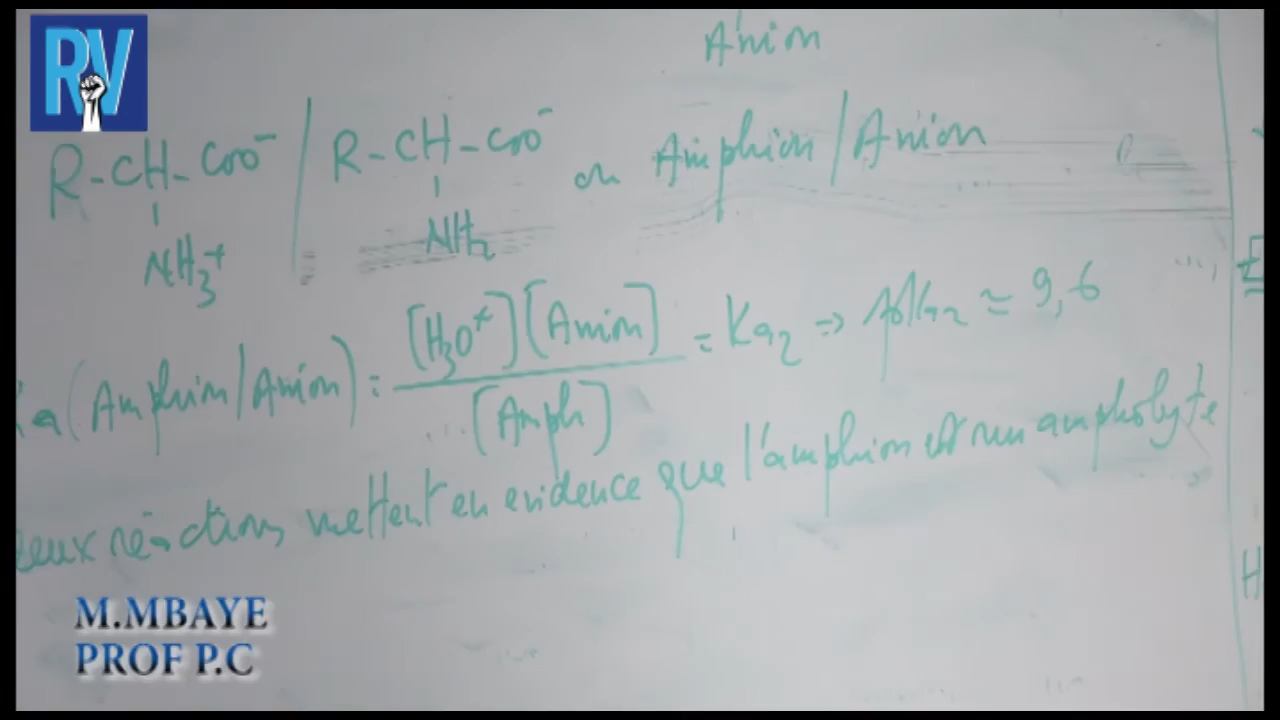 RV
Anion
R-CH-COO⁻ / R-CH-COO⁻ ou Amphion/Anion
NH₃⁺ NH₂
Ka(Amphion/Anion) = [H₃O⁺][Anion] / [Amph] = Ka₂ ⇒ pKa₂ ≈ 9,6
deux réactions mettent en evidence que l'amphion est un ampholyte
M.MBAYE
PROF P.C